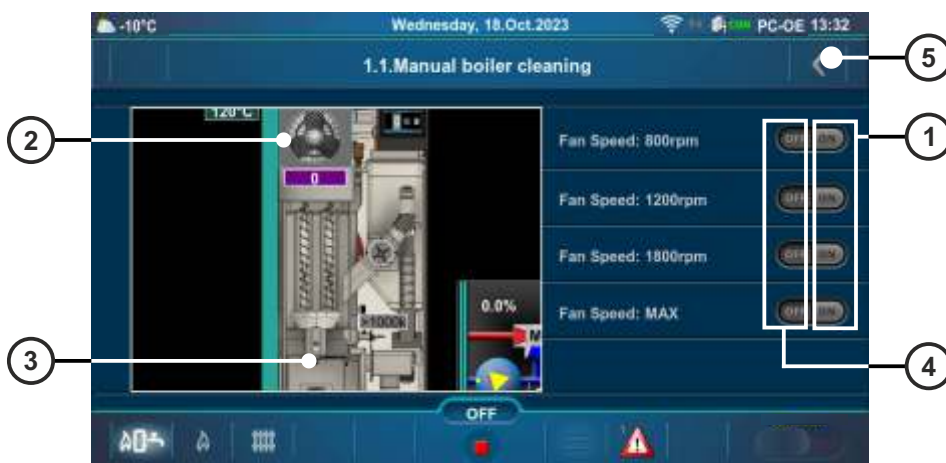 -10°C Wednesday, 18.Oct.2023 PC-OE 13:32
1.1.Manual boiler cleaning
5
120°C
2
0
Fan Speed: 800rpm OFF ON
1
Fan Speed: 1200rpm OFF ON
Fan Speed: 1800rpm OFF ON
0.0%
>1000k
Fan Speed: MAX OFF ON
M
3
4
OFF